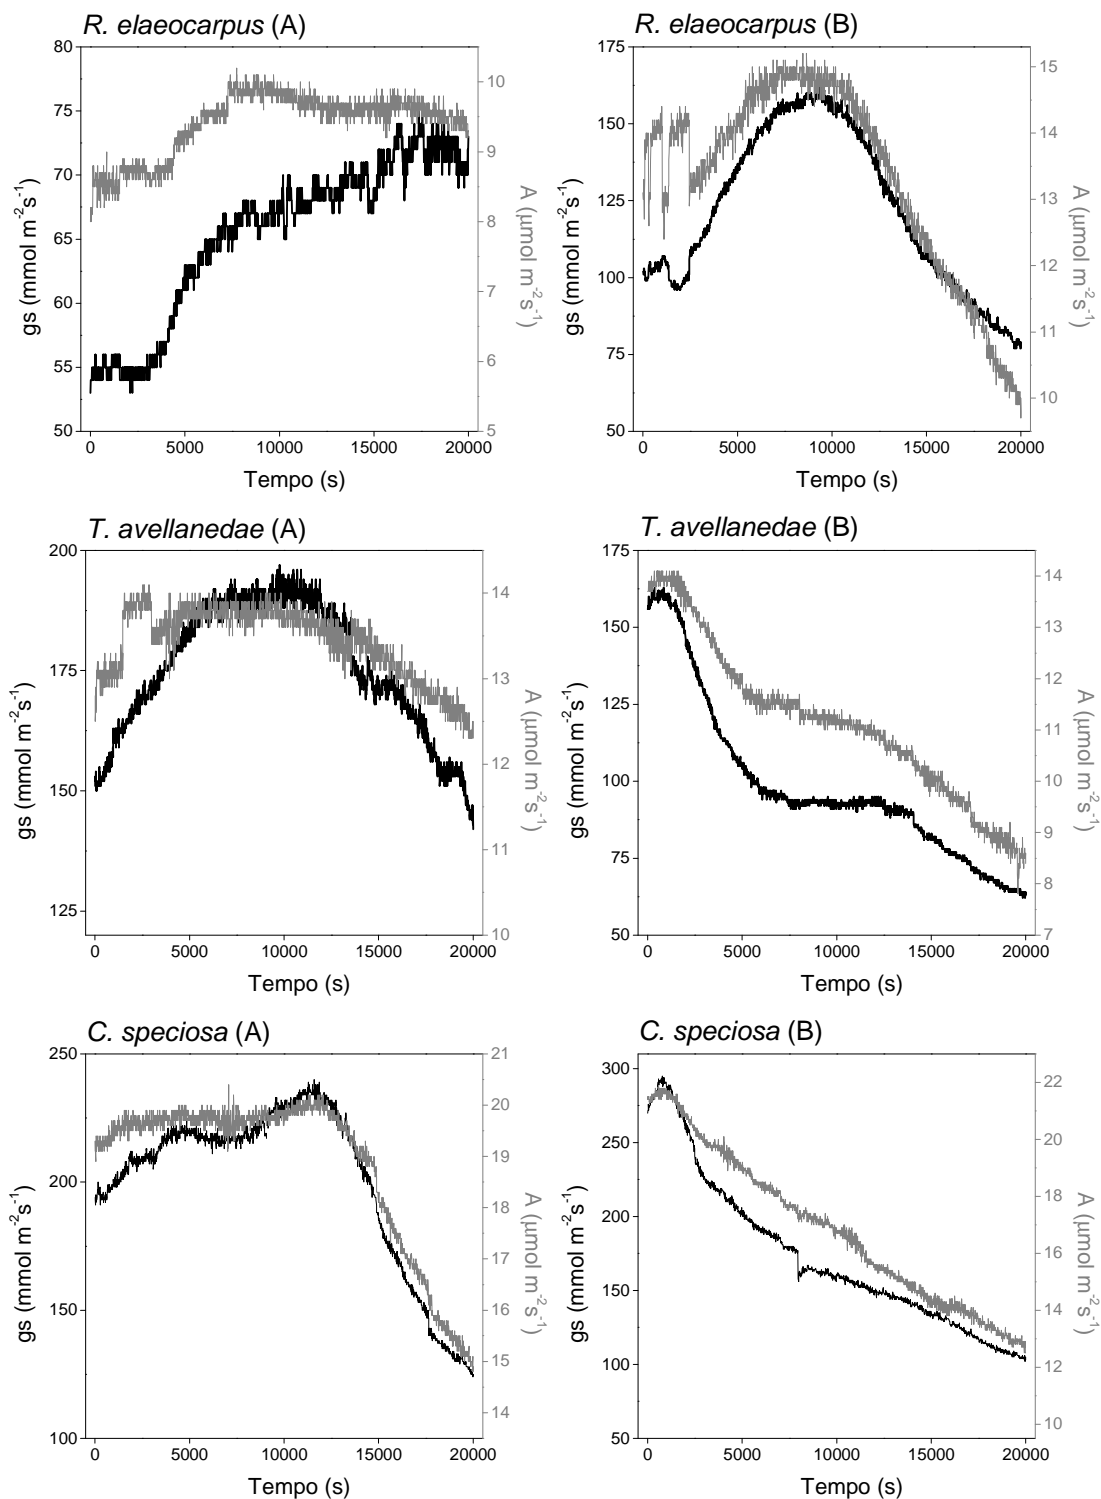 R. elaeocarpus (A)
80
75
70
65
60
55
50
gs (mmol m-2s-1)
10
9
8
7
6
5
A (μmol m-2s-1)
0 5000 10000 15000 20000
Tempo (s)
R. elaeocarpus (B)
175
150
125
100
75
50
gs (mmol m-2s-1)
15
14
13
12
11
10
A (μmol m-2s-1)
0 5000 10000 15000 20000
Tempo (s)
T. avellanedae (A)
200
175
150
125
gs (mmol m-2s-1)
14
13
12
11
10
A (μmol m-2s-1)
0 5000 10000 15000 20000
Tempo (s)
T. avellanedae (B)
175
150
125
100
75
50
gs (mmol m-2s-1)
14
13
12
11
10
9
8
7
A (μmol m-2s-1)
0 5000 10000 15000 20000
Tempo (s)
C. speciosa (A)
250
200
150
100
gs (mmol m-2s-1)
21
20
19
18
17
16
15
14
A (μmol m-2s-1)
0 5000 10000 15000 20000
Tempo (s)
C. speciosa (B)
300
250
200
150
100
50
gs (mmol m-2s-1)
22
20
18
16
14
12
10
A (μmol m-2s-1)
0 5000 10000 15000 20000
Tempo (s)